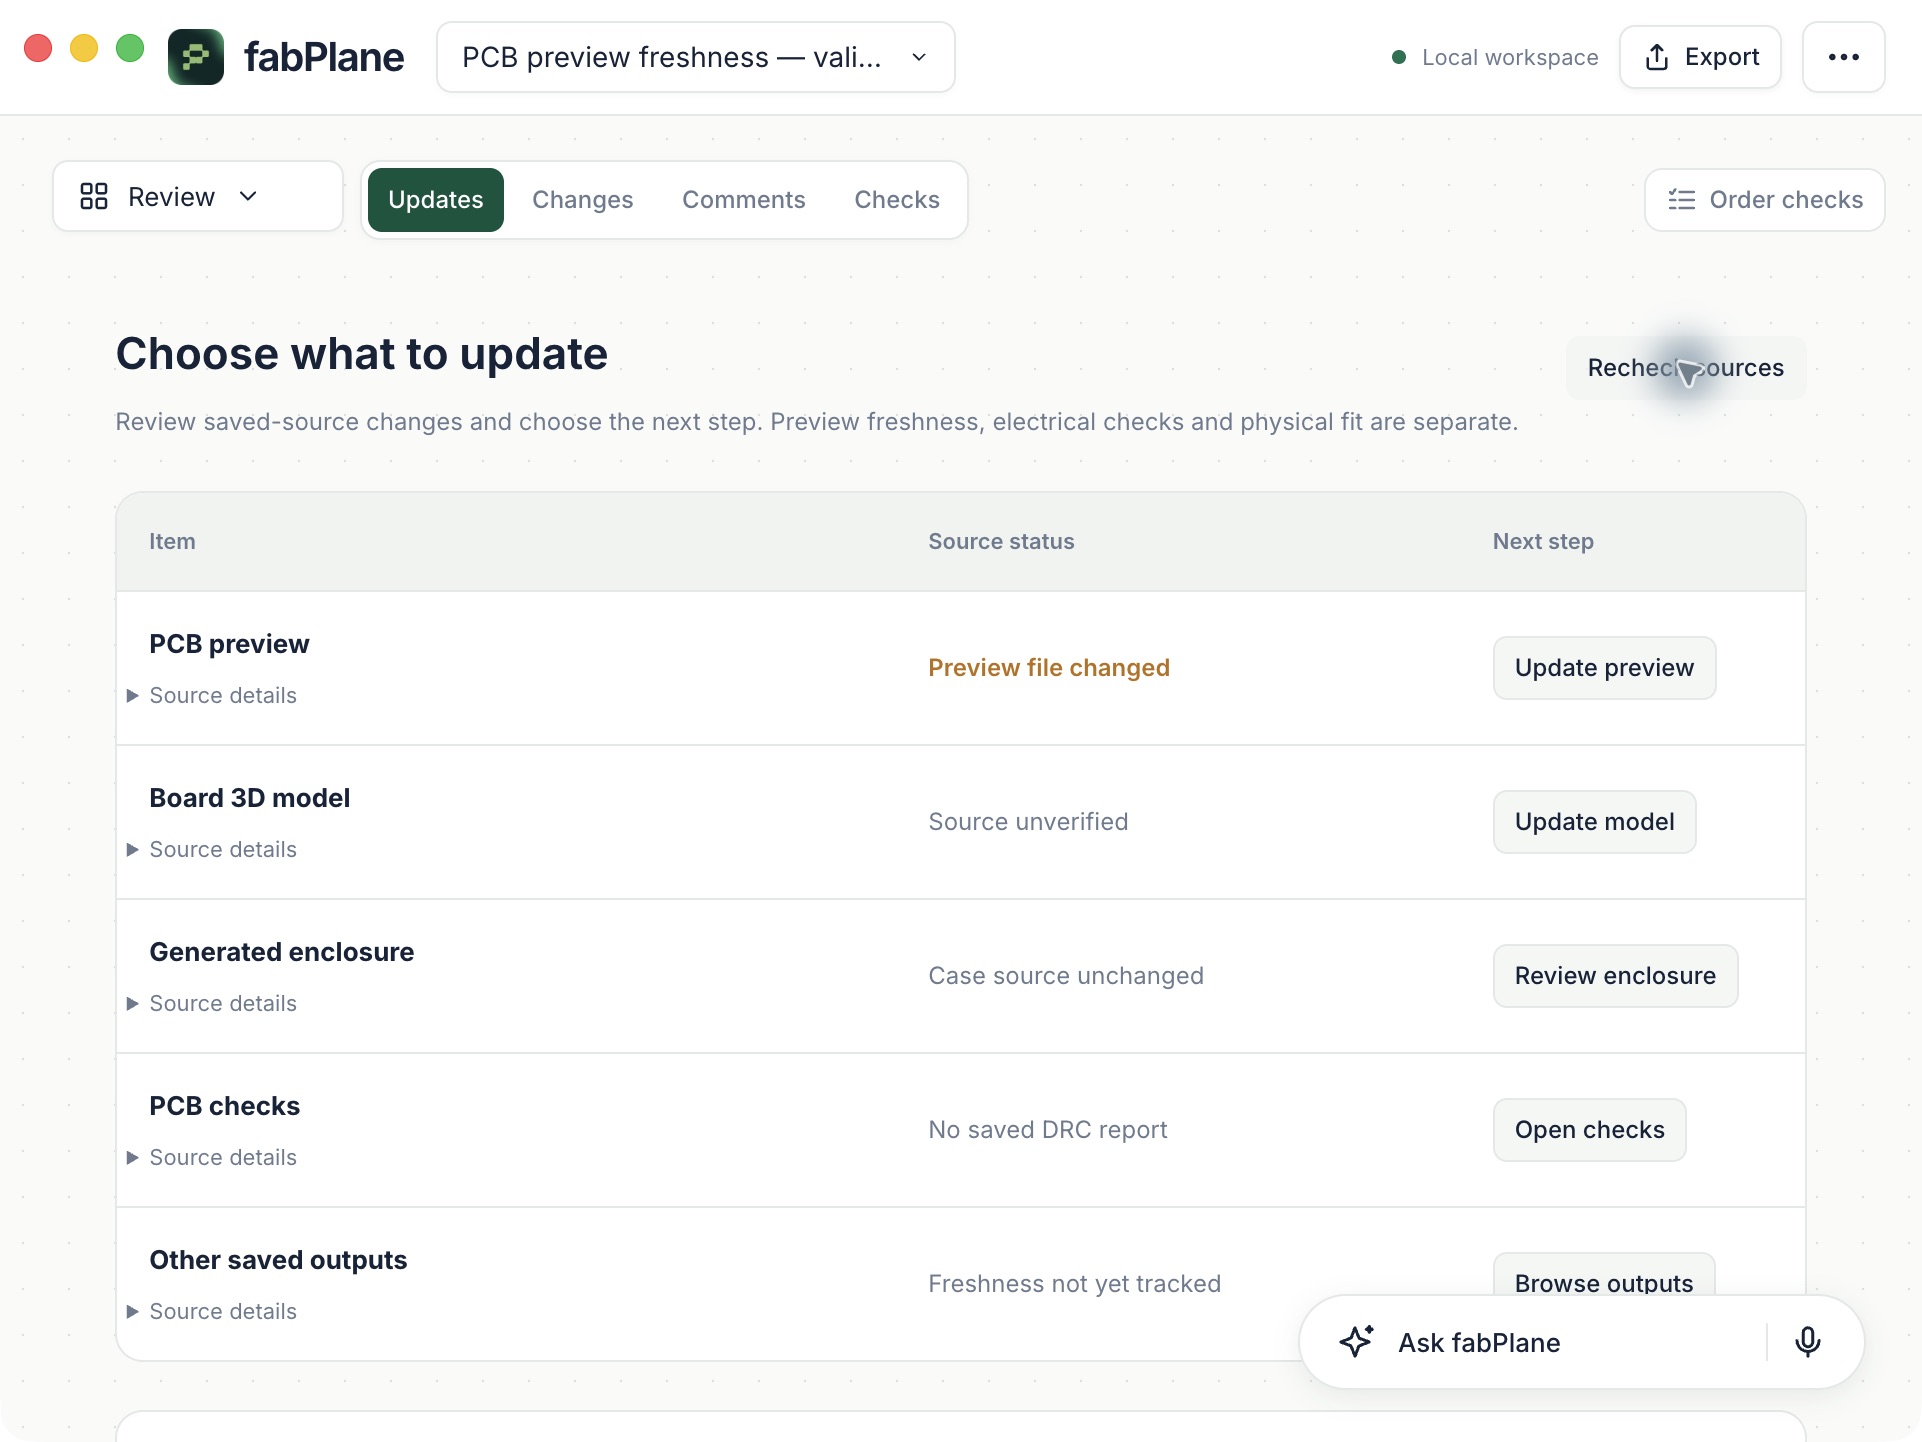 fabPlane
PCB preview freshness — vali...
Local workspace
Export
Review
Updates
Changes
Comments
Checks
Order checks
Choose what to update
Recheck sources
Review saved-source changes and choose the next step. Preview freshness, electrical checks and physical fit are separate.
Item
Source status
Next step
PCB preview
Source details
Preview file changed
Update preview
Board 3D model
Source details
Source unverified
Update model
Generated enclosure
Source details
Case source unchanged
Review enclosure
PCB checks
Source details
No saved DRC report
Open checks
Other saved outputs
Source details
Freshness not yet tracked
Browse outputs
Ask fabPlane